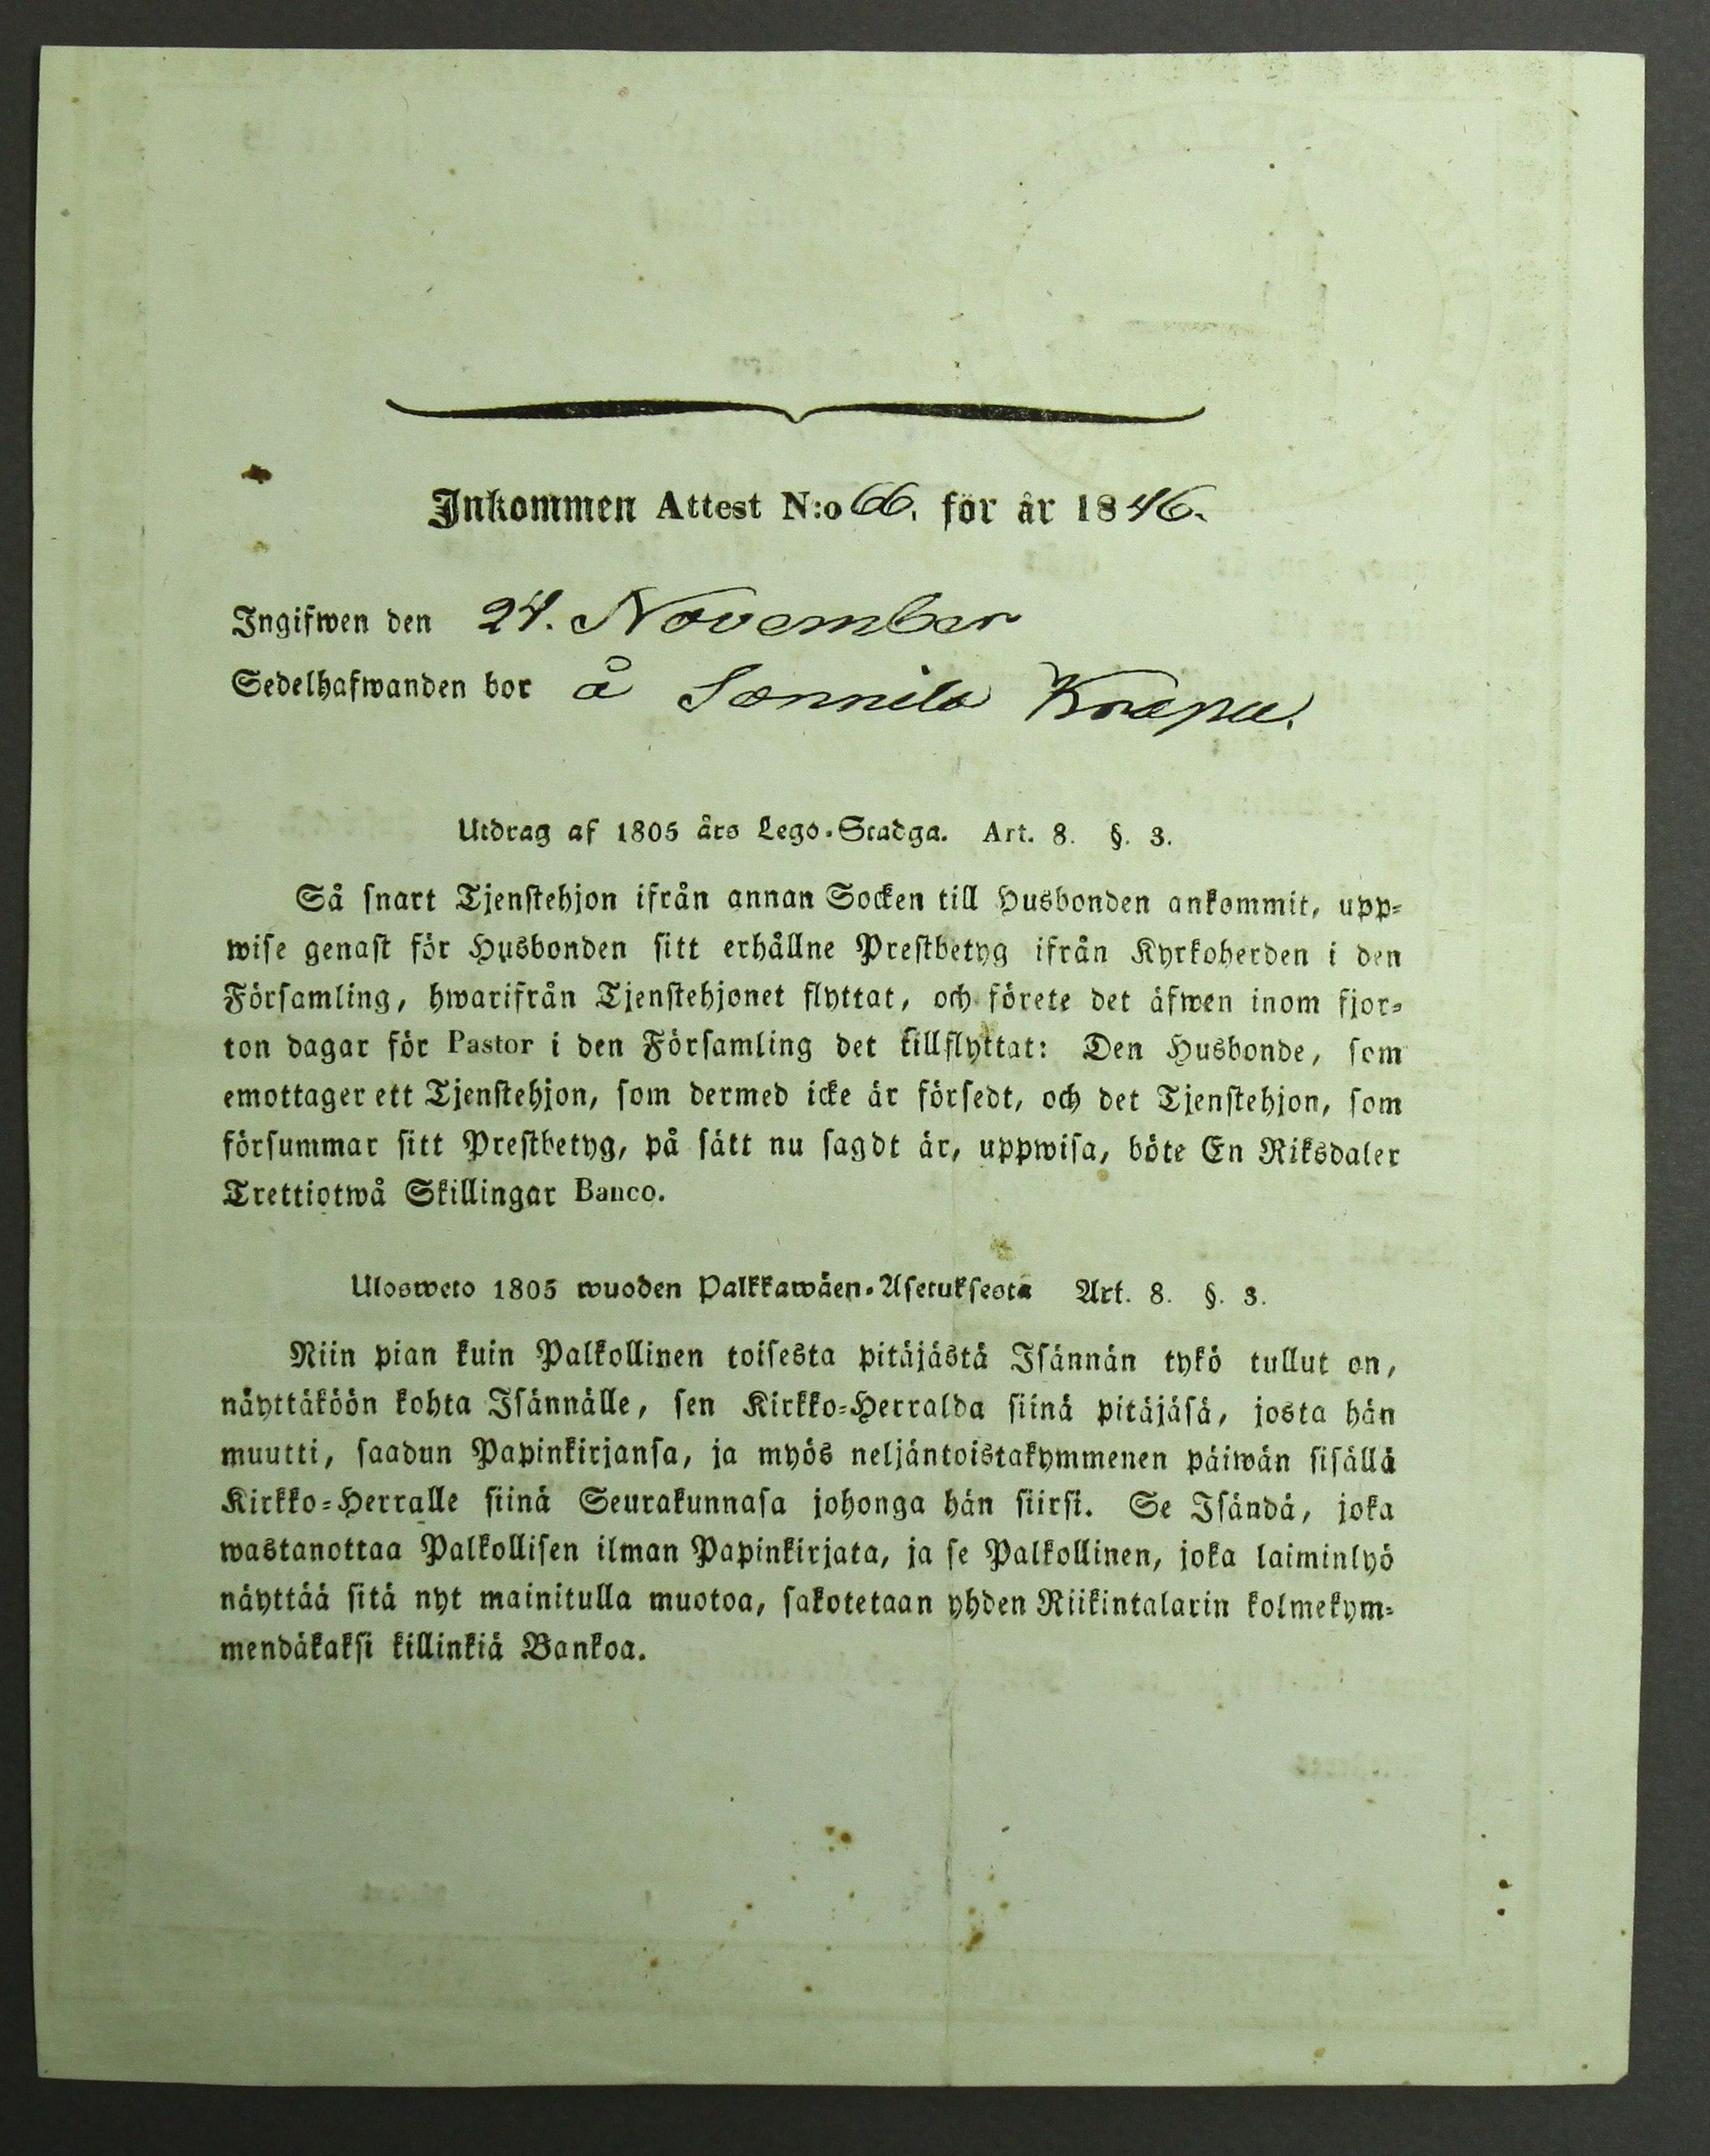 Inkommen Attest N:o 66. för år 1846.
Ingifwen den 24. November
Sedelhafwanden bor å Sonnila Knapu.
Utdrag af 1805 års Lego-Stadga. Art. 8. §. 3.
Så snart Tjenstehjon ifrån annan Socken till Husbonden ankommit, upp-
wise genast för Husbonden sitt erhållne Prestbetyg ifrån Kyrkoherden i den
Församling, hwarifrån Tjenstehjonet flyttat, och förete det äfwen inom fjor-
ton dagar för Pastor i den Församling det tillflyttat: Den Husbonde, som
emottager ett Tjenstehjon, som dermed icke är försedt, och det Tjenstehjon, som
försummar sitt Prestbetyg, på sätt nu sagdt är, uppwisa, böte En Riksdaler
Trettiotwå Skillingar Banco.
Ulosweto 1805 wuoden Palkkawäen-Asetuksesta Art. 8. §. 3.
Niin pian kuin Palkollinen toisesta pitäjästä Isännän tykö tullut on,
näyttäköön kohta Isännälle, sen Kirkko-Herralda siinä pitäjäsä, josta hän
muutti, saadun Papinkirjansa, ja myös neljäntoistakymmenen päiwän sisällä
Kirkko-Herralle siinä Seurakunnasa johonga hän siirsi. Se Isändä, joka
wastanottaa Palkollisen ilman Papinkirjata, ja se Palkollinen, joka laiminlyö
näyttää sitä nyt mainitulla muotoa, sakotetaan yhden Riikintalarin kolmekym-
mendäkaksi killinkiä Bankoa.